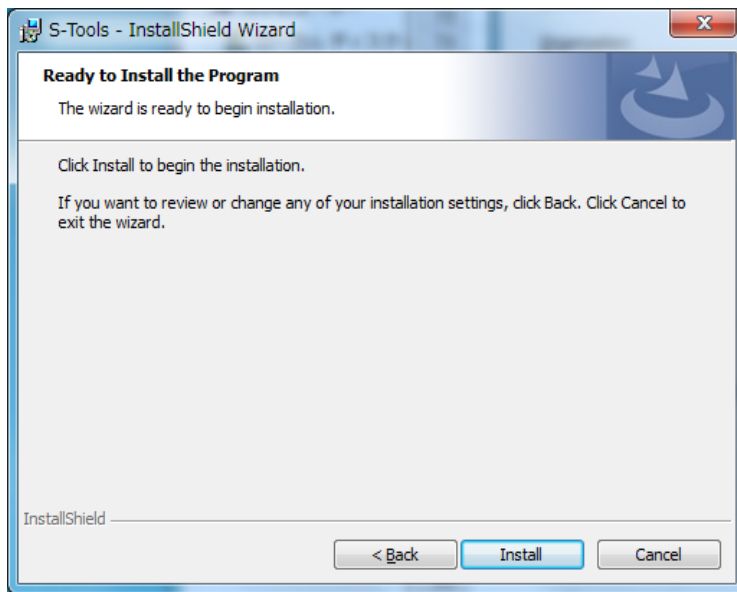 S-Tools - InstallShield Wizard
Ready to Install the Program
The wizard is ready to begin installation.
Click Install to begin the installation.
If you want to review or change any of your installation settings, click Back. Click Cancel to
exit the wizard.
InstallShield
< Back
Install
Cancel